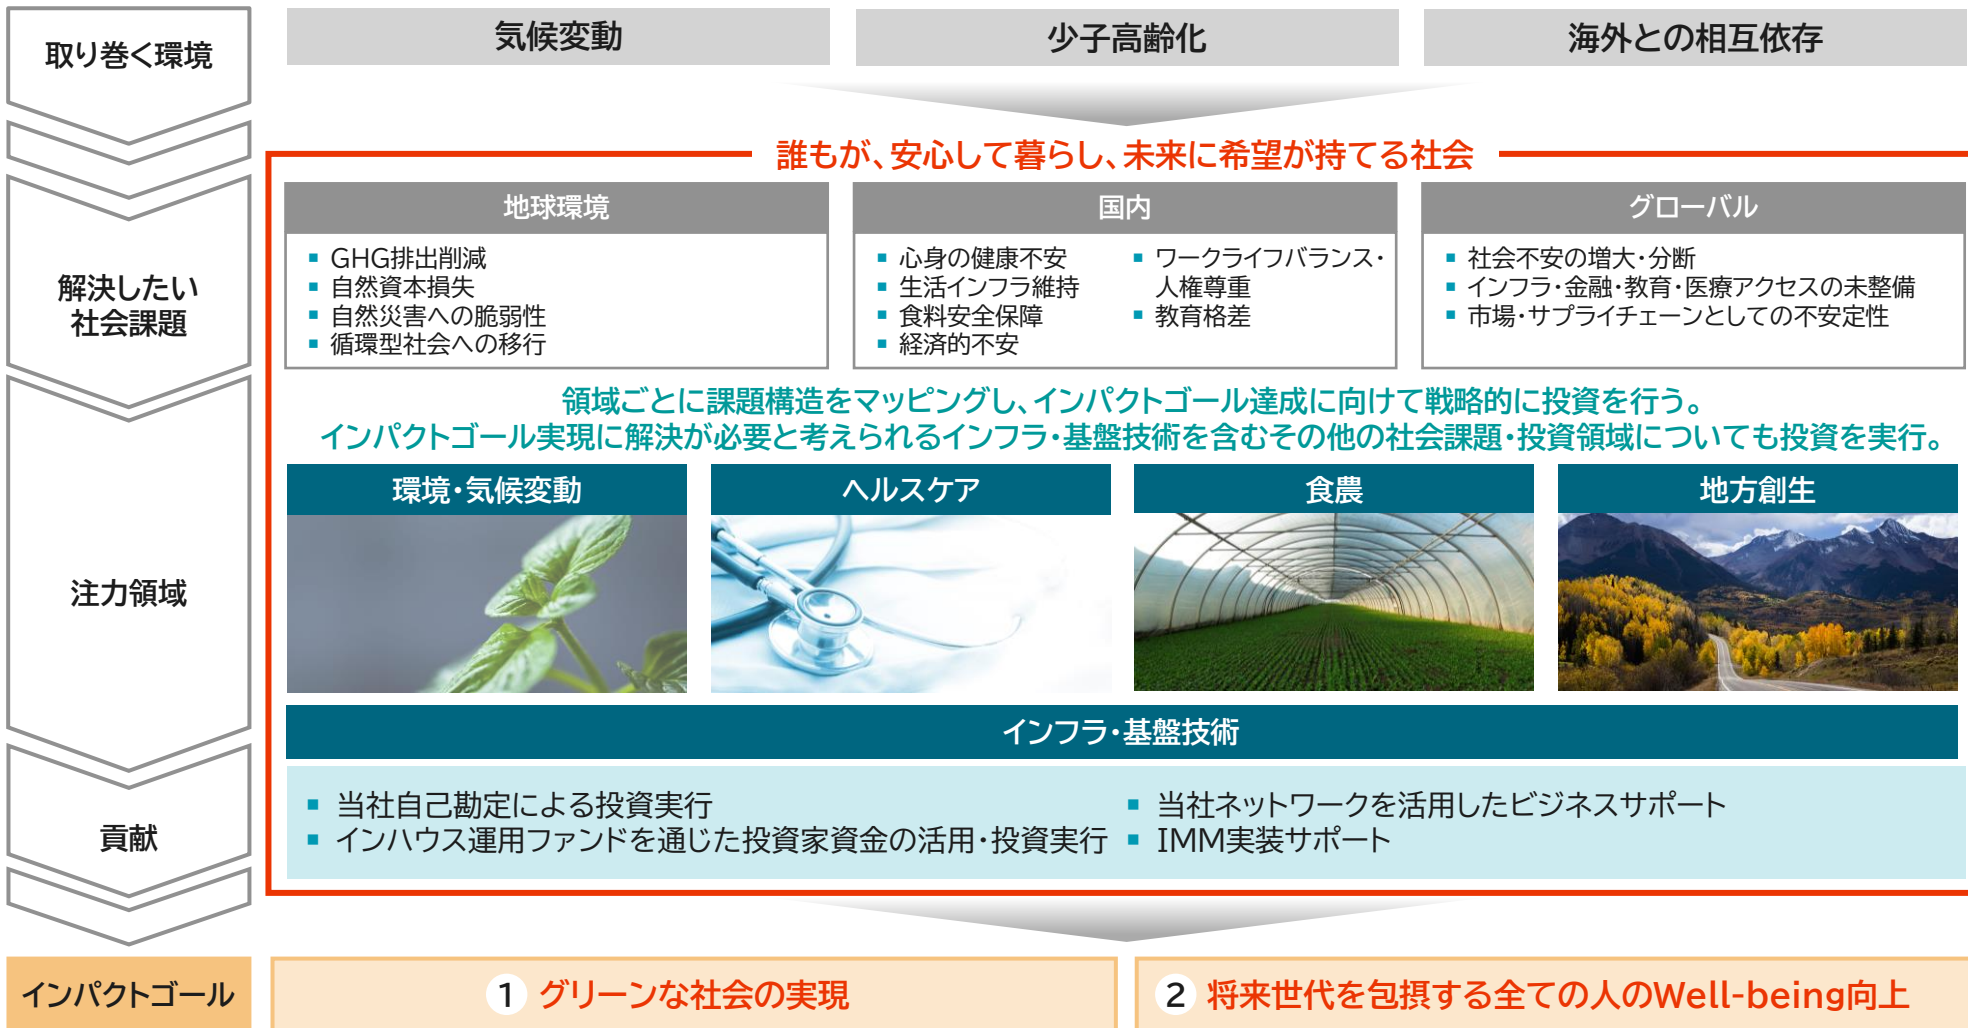 取り巻く環境
気候変動
少子高齢化
海外との相互依存
誰もが、安心して暮らし、未来に希望が持てる社会
解決したい
社会課題
地球環境
▪ GHG排出削減
▪ 自然資本損失
▪ 自然災害への脆弱性
▪ 循環型社会への移行
国内
▪ 心身の健康不安
▪ 生活インフラ維持
▪ 食料安全保障
▪ 経済的不安
▪ ワークライフバランス・
人権尊重
▪ 教育格差
グローバル
▪ 社会不安の増大・分断
▪ インフラ・金融・教育・医療アクセスの未整備
▪ 市場・サプライチェーンとしての不安定性
領域ごとに課題構造をマッピングし、インパクトゴール達成に向けて戦略的に投資を行う。
インパクトゴール実現に解決が必要と考えられるインフラ・基盤技術を含むその他の社会課題・投資領域についても投資を実行。
注力領域
環境・気候変動
ヘルスケア
食農
地方創生
インフラ・基盤技術
貢献
▪ 当社自己勘定による投資実行
▪ インハウス運用ファンドを通じた投資家資金の活用・投資実行
▪ 当社ネットワークを活用したビジネスサポート
▪ IMM実装サポート
インパクトゴール
1 グリーンな社会の実現
2 将来世代を包摂する全ての人のWell-being向上